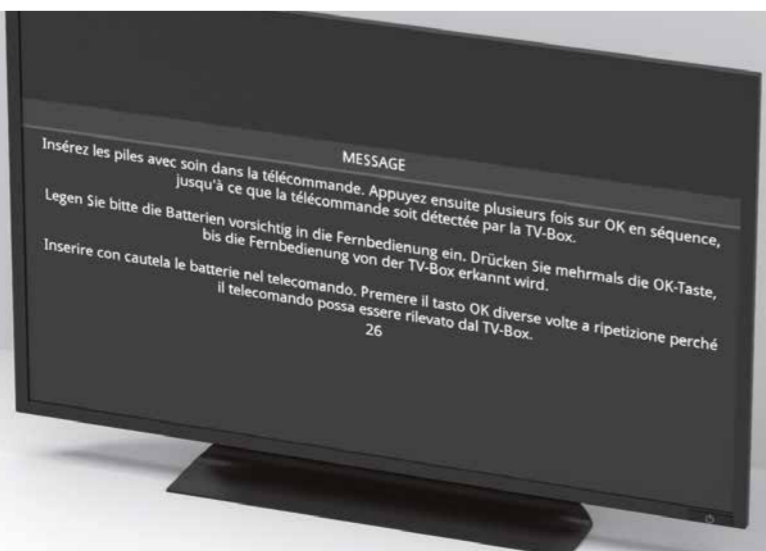 MESSAGE
Insérez les piles avec soin dans la télécommande. Appuyez ensuite plusieurs fois sur OK en séquence,
jusqu'à ce que la télécommande soit détectée par la TV-Box.
Legen Sie bitte die Batterien vorsichtig in die Fernbedienung ein. Drücken Sie mehrmals die OK-Taste,
bis die Fernbedienung von der TV-Box erkannt wird.
Inserire con cautela le batterie nel telecomando. Premere il tasto OK diverse volte a ripetizione perché
il telecomando possa essere rilevato dal TV-Box.
26